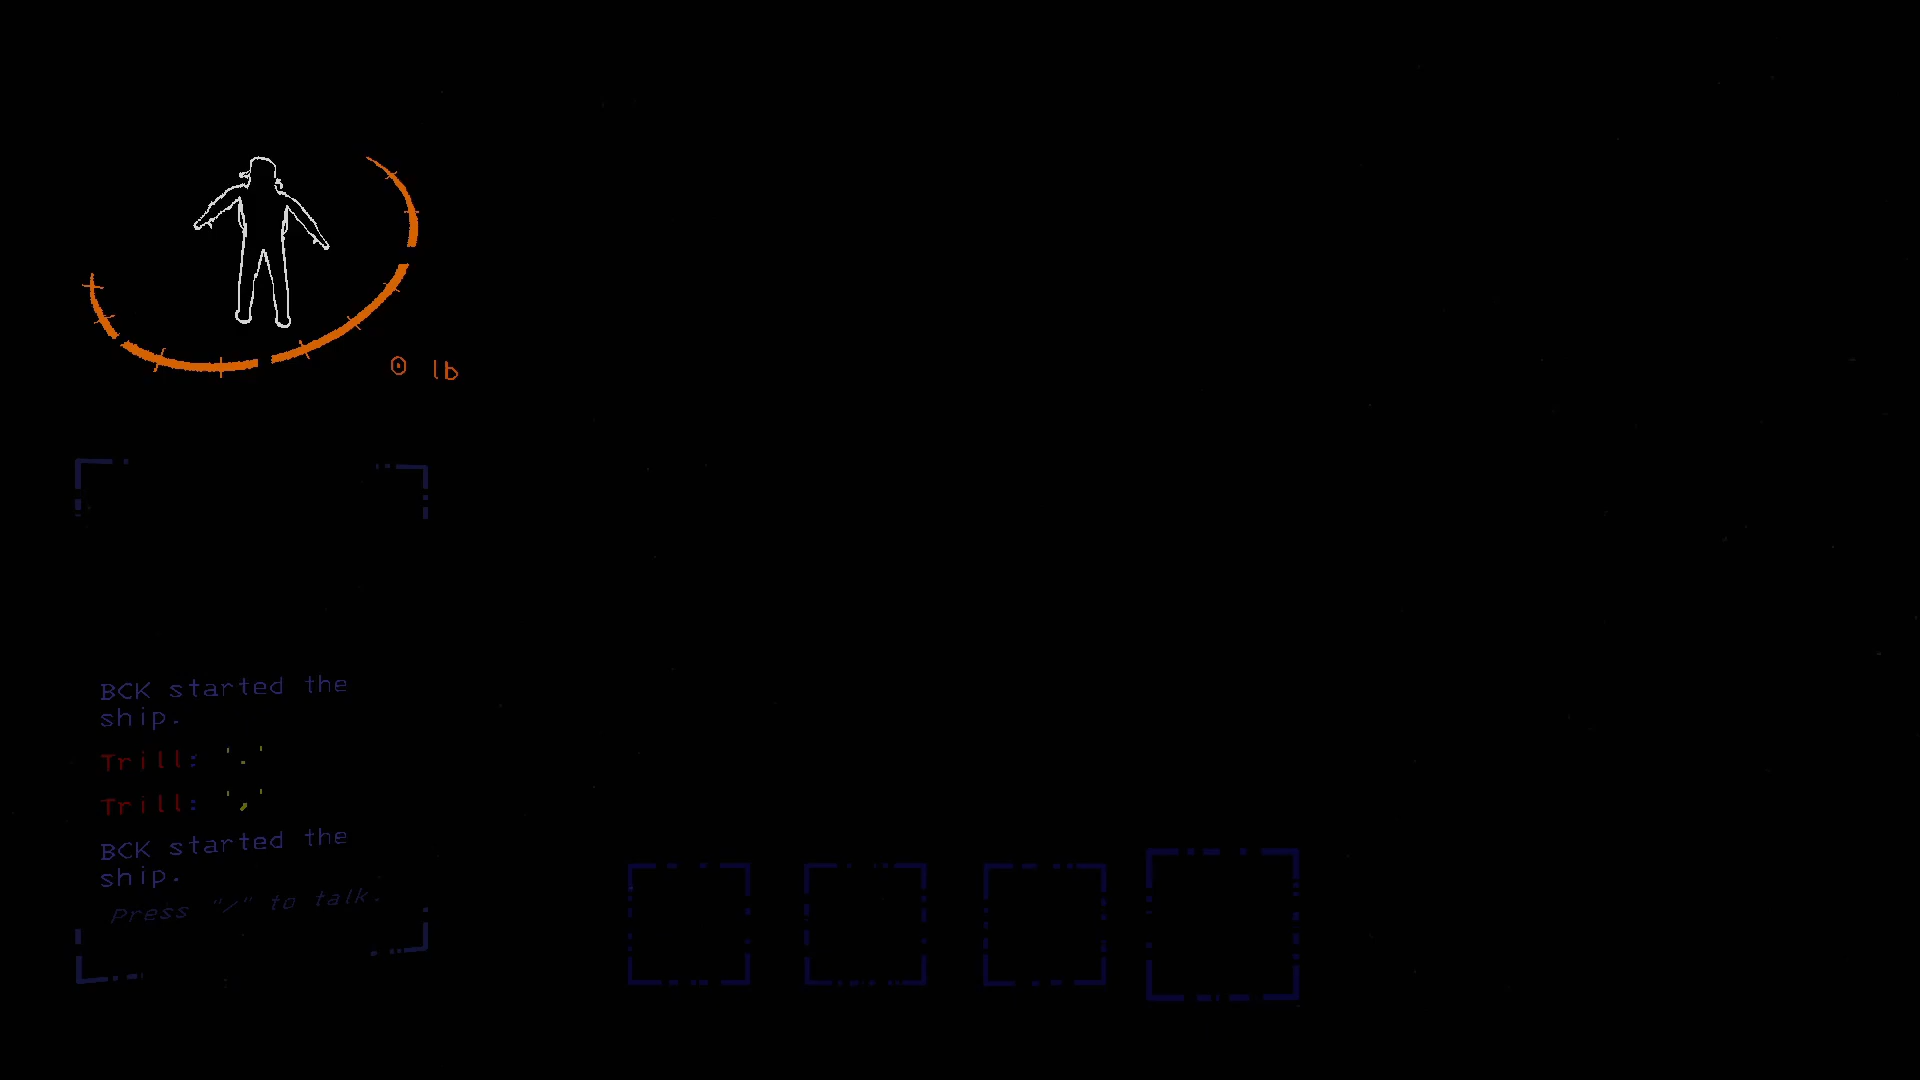 0 lb
BCK started the
ship.
Trill: '.'
Trill: ','
BCK started the
ship.
Press "/" to talk.